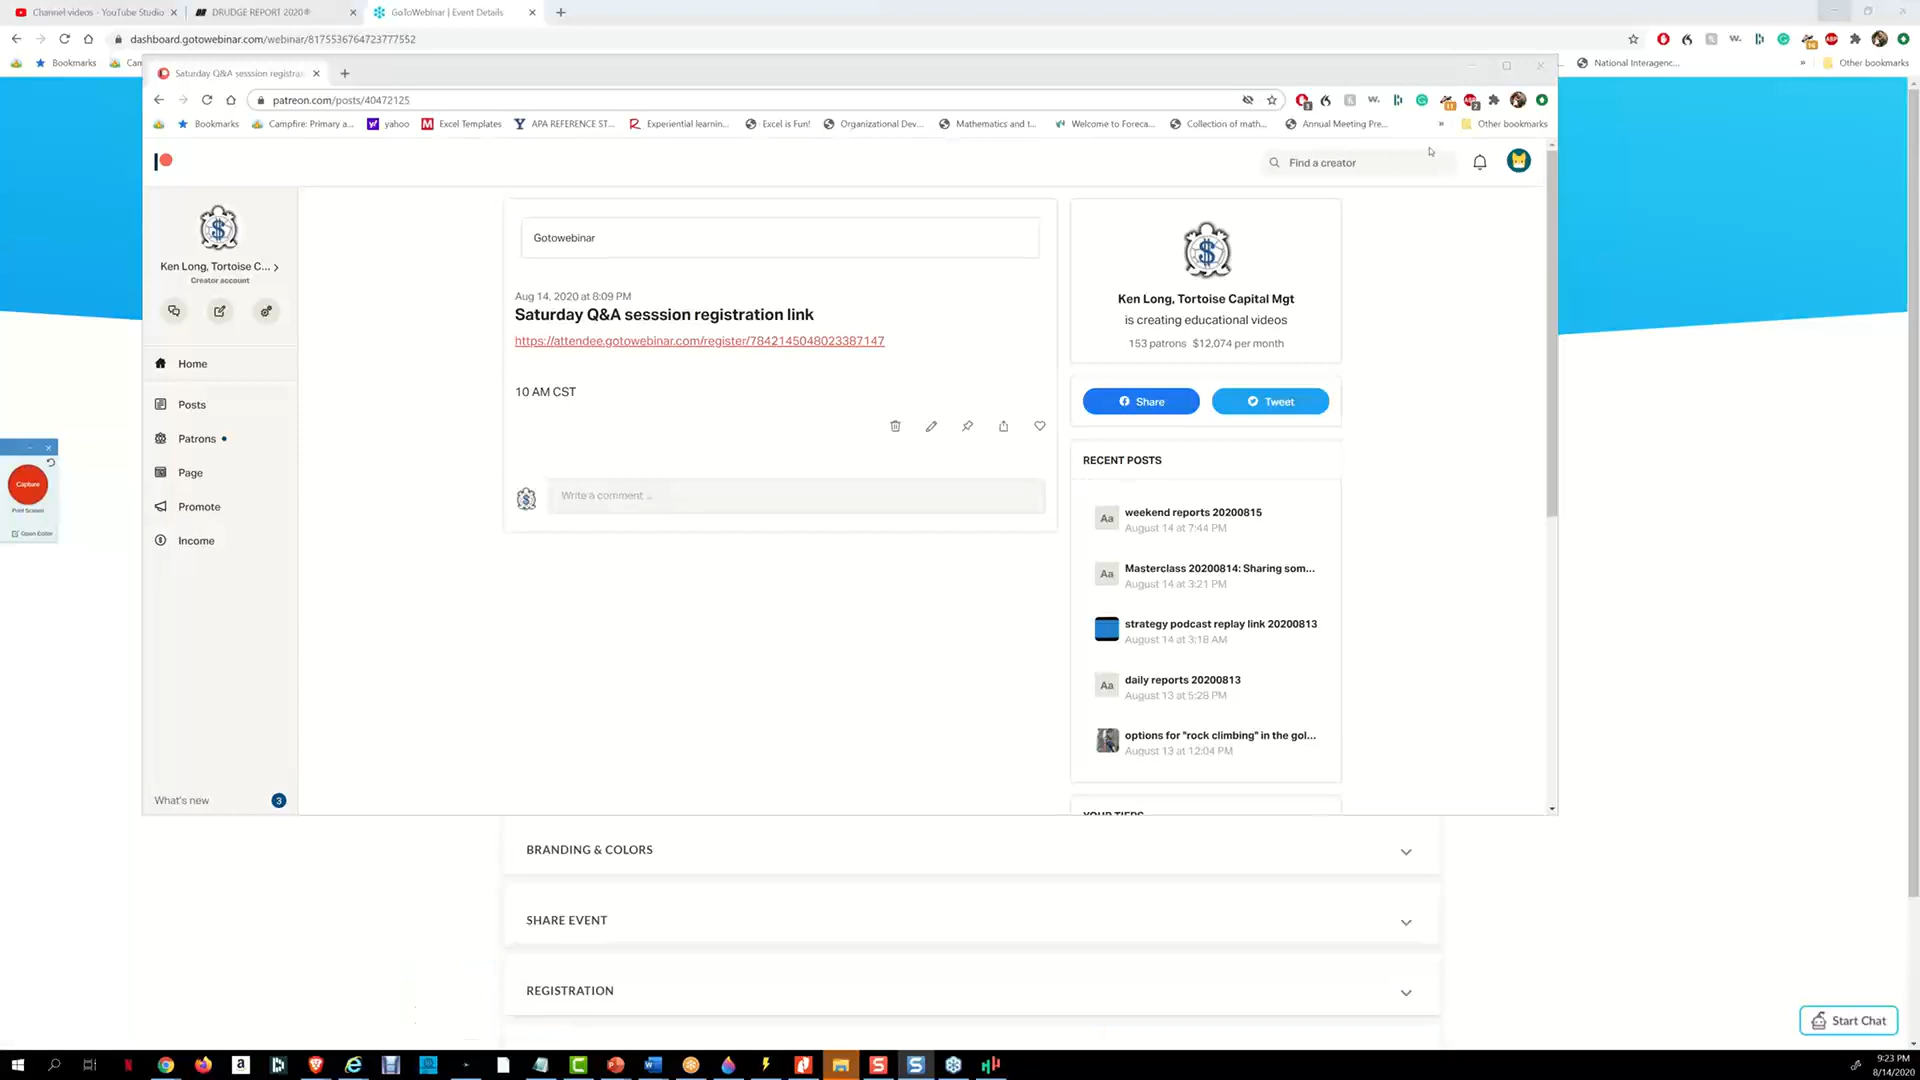 Channel videos - YouTube Studio
DRUDGE REPORT 2020®
GoToWebinar | Event Details
dashboard.gotowebinar.com/webinar/8175536764723777552
Bookmarks
Cam
National Interagenc...
Other bookmarks
Saturday Q&A sesssion registra
patreon.com/posts/40472125
Bookmarks
Campfire: Primary a...
yahoo
Excel Templates
APA REFERENCE ST...
Experiential learnin...
Excel is Fun!
Organizational Dev...
Mathematics and t...
Welcome to Foreca...
Collection of math...
Annual Meeting Pre...
Other bookmarks
Find a creator
Ken Long, Tortoise C...
Creator account
Home
Posts
Patrons
Page
Promote
Income
What's new
3
Gotowebinar
Aug 14, 2020 at 8:09 PM
Saturday Q&A sesssion registration link
https://attendee.gotowebinar.com/register/7842145048023387147
10 AM CST
Write a comment ...
Ken Long, Tortoise Capital Mgt
is creating educational videos
153 patrons $12,074 per month
Share
Tweet
RECENT POSTS
Aa
weekend reports 20200815
August 14 at 7:44 PM
Aa
Masterclass 20200814: Sharing som...
August 14 at 3:21 PM
strategy podcast replay link 20200813
August 14 at 3:18 AM
Aa
daily reports 20200813
August 13 at 5:28 PM
options for "rock climbing" in the gol...
August 13 at 12:04 PM
YOUR TIERS
Capture
Print Screen
Open Editor
BRANDING & COLORS
SHARE EVENT
REGISTRATION
Start Chat
9:23 PM
8/14/2020